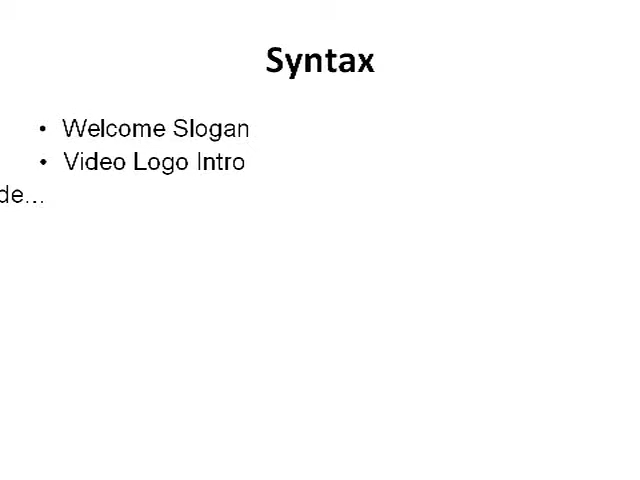 Syntax
• Welcome Slogan
• Video Logo Intro
de...